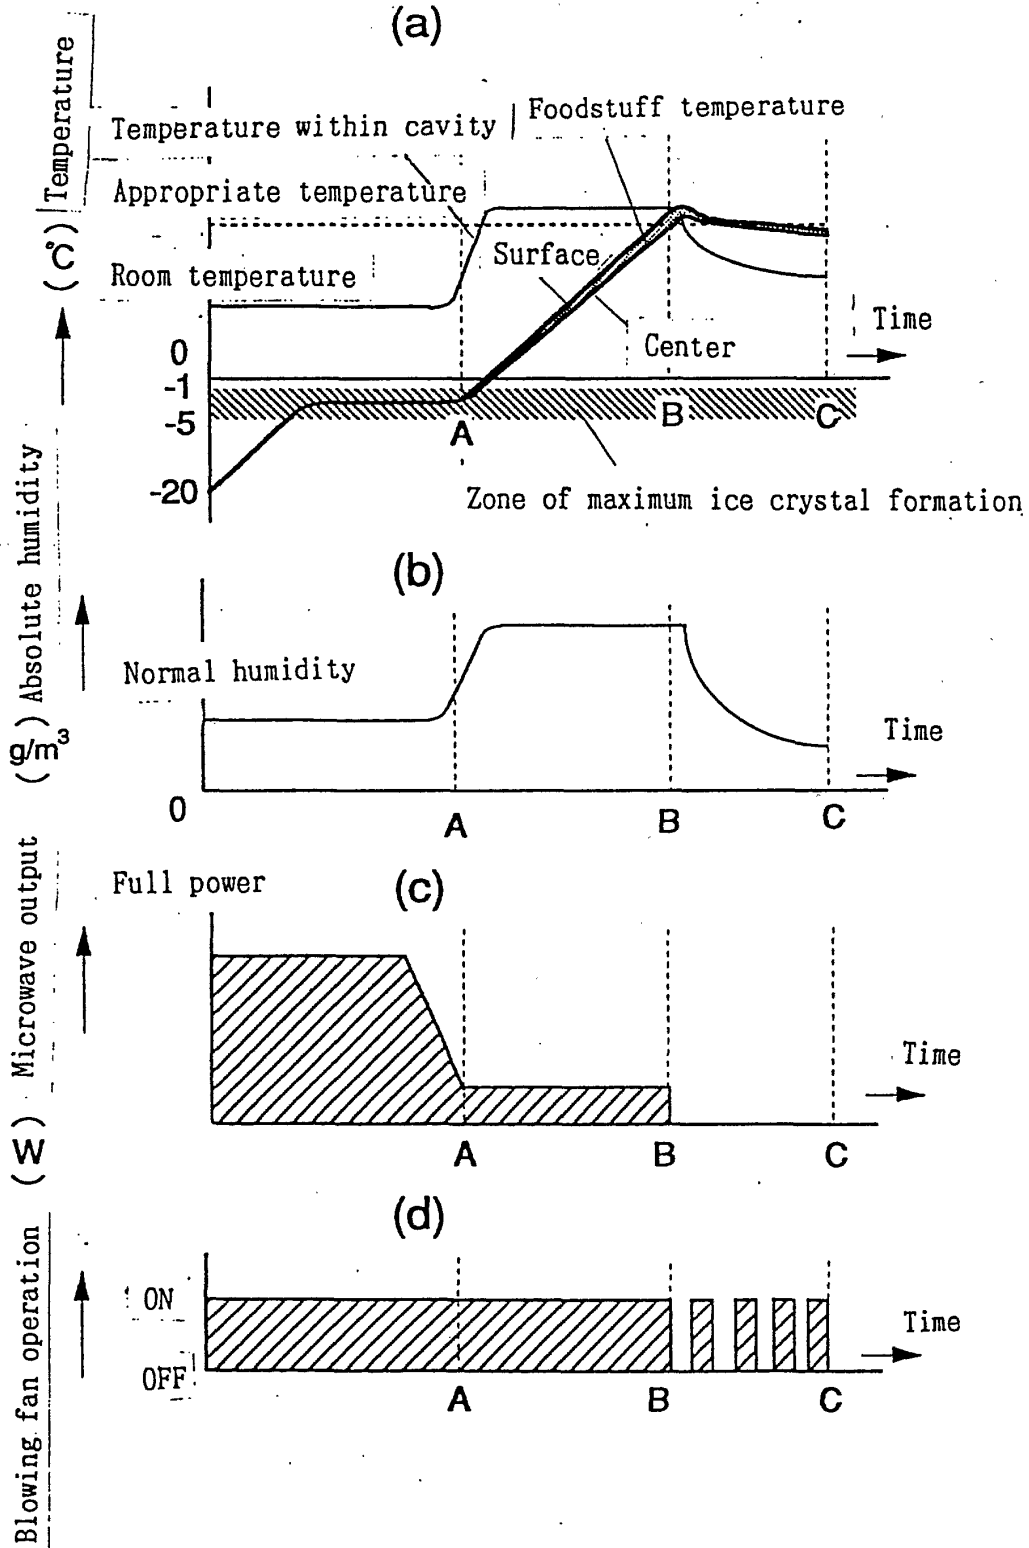 (a)
(°C) Temperature
Temperature within cavity
Foodstuff temperature
Appropriate temperature
Surface
Room temperature
Time
Center
0
-1
-5
A
B
C
-20
Zone of maximum ice crystal formation
(b)
(g/m³) Absolute humidity
Normal humidity
Time
0
A
B
C
(c)
(W) Microwave output
Full power
Time
A
B
C
(d)
Blowing fan operation
ON
Time
OFF
A
B
C